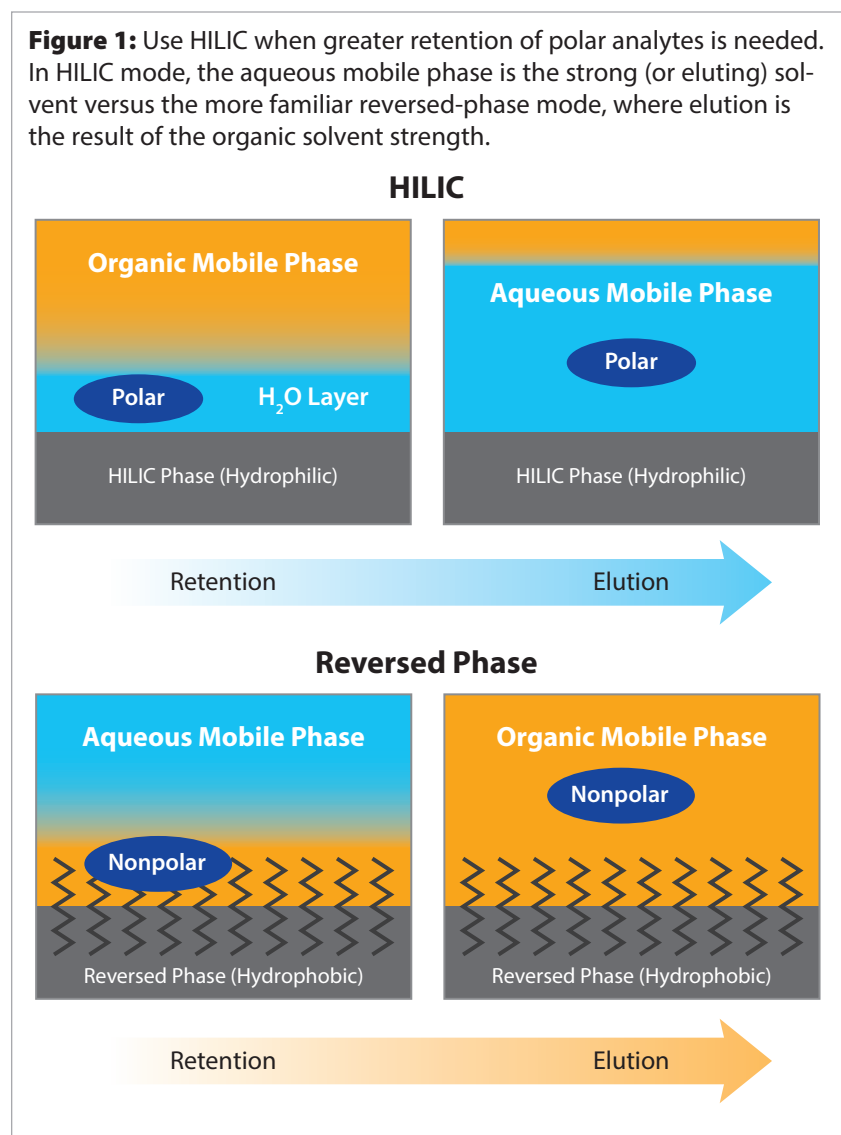 Figure 1: Use HILIC when greater retention of polar analytes is needed.
In HILIC mode, the aqueous mobile phase is the strong (or eluting) sol-
vent versus the more familiar reversed-phase mode, where elution is
the result of the organic solvent strength.
HILIC
Organic Mobile Phase
Polar
H₂O Layer
HILIC Phase (Hydrophilic)
Aqueous Mobile Phase
Polar
HILIC Phase (Hydrophilic)
Retention
Elution
Reversed Phase
Aqueous Mobile Phase
Nonpolar
Reversed Phase (Hydrophobic)
Organic Mobile Phase
Nonpolar
Reversed Phase (Hydrophobic)
Retention
Elution